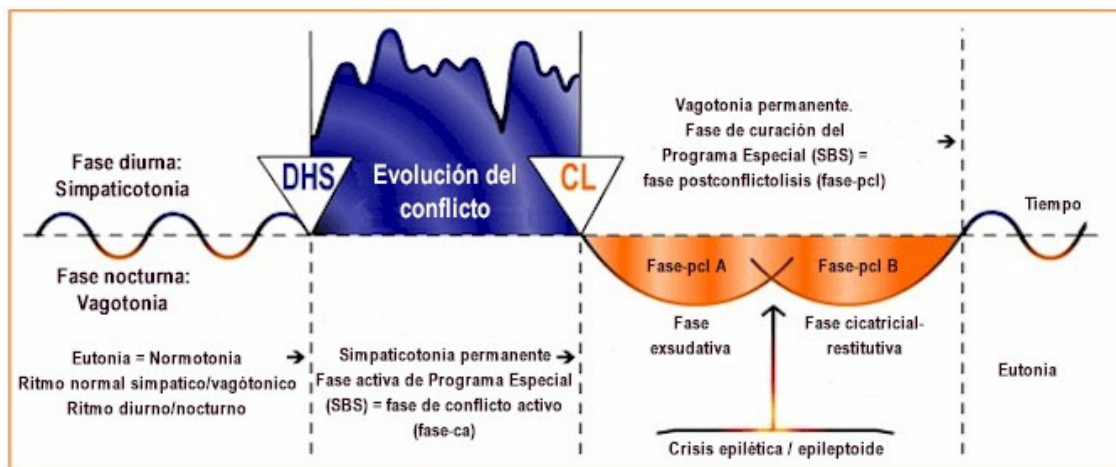 Fase diurna:
Simpaticotonia
Fase nocturna:
Vagotonia
Eutonia = Normotonia
Ritmo normal simpatico/vagótonico
Ritmo diurno/nocturno
DHS
Evolución del
conflicto
CL
Simpaticotonia permanente
Fase activa de Programa Especial
(SBS) = fase de conflicto activo
(fase-ca)
Vagotonia permanente.
Fase de curación del
Programa Especial (SBS) =
fase postconflictolisis (fase-pcl)
Fase-pcl A
Fase-pcl B
Fase
exsudativa
Fase cicatricial-
restitutiva
Crisis epilética / epileptoide
Tiempo
Eutonia